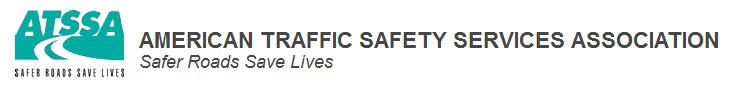 ATSSA
SAFER ROADS SAVE LIVES
AMERICAN TRAFFIC SAFETY SERVICES ASSOCIATION
Safer Roads Save Lives